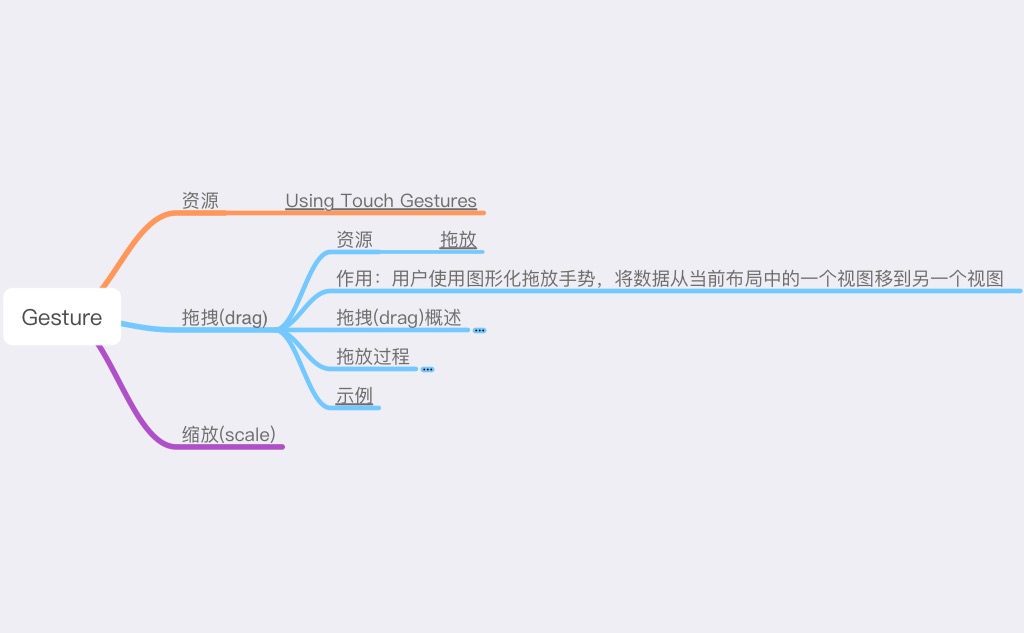 资源
Using Touch Gestures
资源
拖放
作用：用户使用图形化拖放手势，将数据从当前布局中的一个视图移到另一个视图
Gesture
拖拽(drag)
拖拽(drag)概述
拖放过程
示例
缩放(scale)